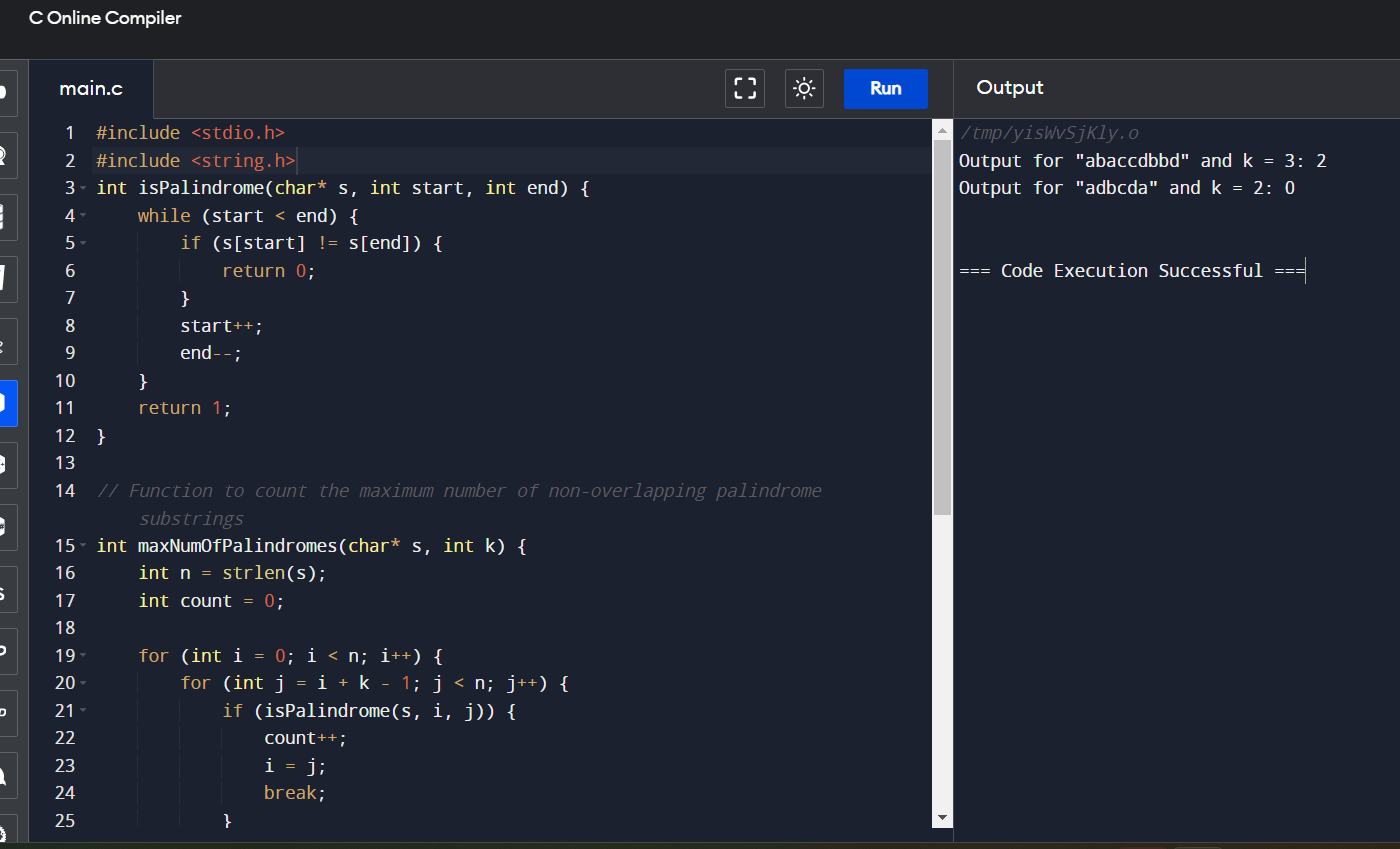 C Online Compiler
main.c
Run
Output
1 #include <stdio.h>
2 #include <string.h>
3 int isPalindrome(char* s, int start, int end) {
4     while (start < end) {
5         if (s[start] != s[end]) {
6             return 0;
7         }
8         start++;
9         end--;
10     }
11     return 1;
12 }
13
14 // Function to count the maximum number of non-overlapping palindrome
    substrings
15 int maxNumOfPalindromes(char* s, int k) {
16     int n = strlen(s);
17     int count = 0;
18
19     for (int i = 0; i < n; i++) {
20         for (int j = i + k - 1; j < n; j++) {
21             if (isPalindrome(s, i, j)) {
22                 count++;
23                 i = j;
24                 break;
25             }
/tmp/yisWvSjKly.o
Output for "abaccdbbd" and k = 3: 2
Output for "adbcda" and k = 2: 0
=== Code Execution Successful ===